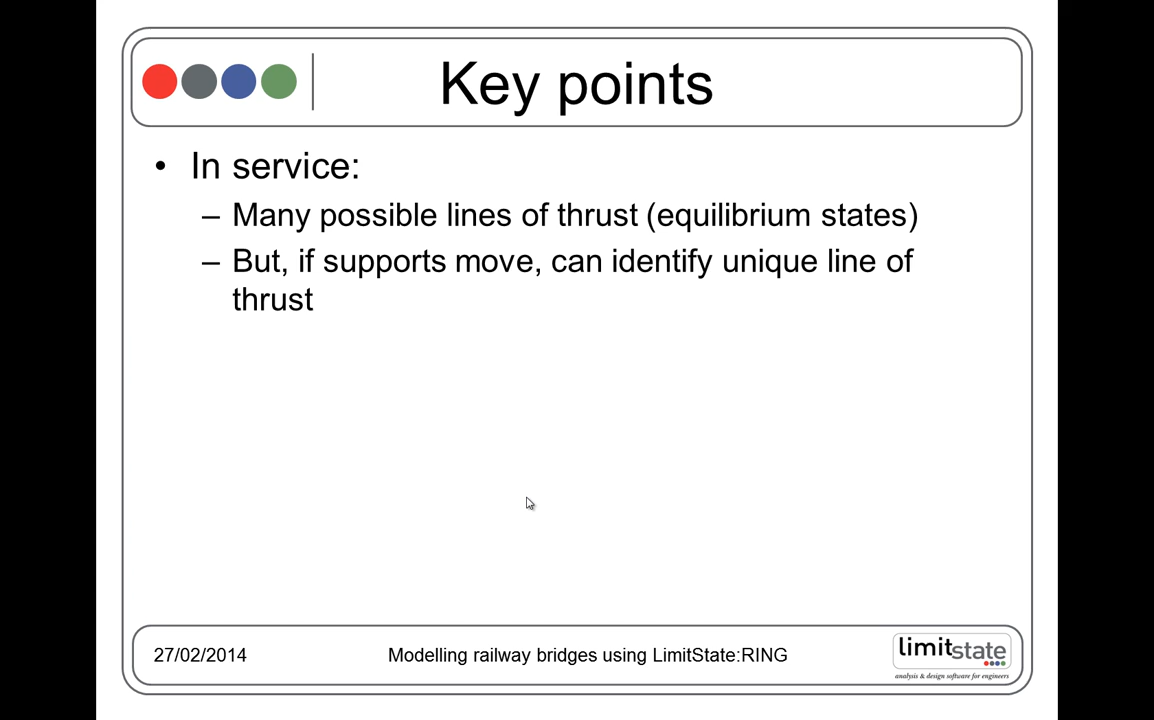 Key points
• In service:
– Many possible lines of thrust (equilibrium states)
– But, if supports move, can identify unique line of
thrust
27/02/2014
Modelling railway bridges using LimitState:RING
limitstate
analysis & design software for engineers